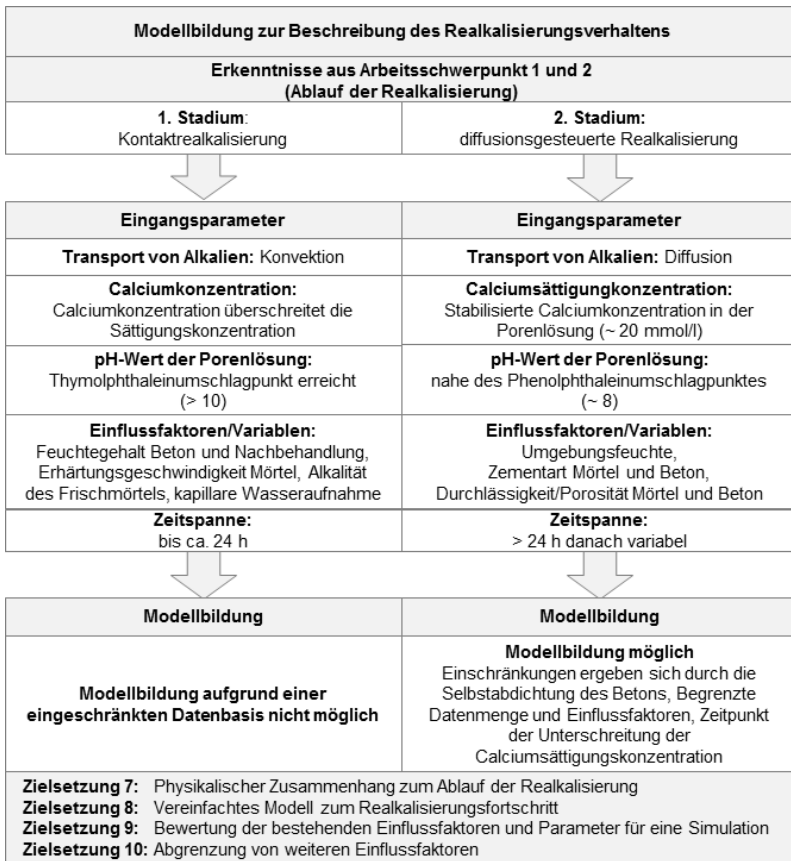 Modellbildung zur Beschreibung des Realkalisierungsverhaltens
Erkenntnisse aus Arbeitsschwerpunkt 1 und 2
(Ablauf der Realkalisierung)
1. Stadium:
Kontaktrealkalisierung
2. Stadium:
diffusionsgesteuerte Realkalisierung
Eingangsparameter
Transport von Alkalien: Konvektion
Calciumkonzentration:
Calciumkonzentration überschreitet die
Sättigungskonzentration
pH-Wert der Porenlösung:
Thymolphthaleinumschlagpunkt erreicht
(> 10)
Einflussfaktoren/Variablen:
Feuchtegehalt Beton und Nachbehandlung,
Erhärtungsgeschwindigkeit Mörtel, Alkalität
des Frischmörtels, kapillare Wasseraufnahme
Zeitspanne:
bis ca. 24 h
Eingangsparameter
Transport von Alkalien: Diffusion
Calciumsättigungkonzentration:
Stabilisierte Calciumkonzentration in der
Porenlösung (~ 20 mmol/l)
pH-Wert der Porenlösung:
nahe des Phenolphthaleinumschlagpunktes
(~ 8)
Einflussfaktoren/Variablen:
Umgebungsfeuchte,
Zementart Mörtel und Beton,
Durchlässigkeit/Porosität Mörtel und Beton
Zeitspanne:
> 24 h danach variabel
Modellbildung
Modellbildung aufgrund einer
eingeschränkten Datenbasis nicht möglich
Modellbildung
Modellbildung möglich
Einschränkungen ergeben sich durch die
Selbstabdichtung des Betons, Begrenzte
Datenmenge und Einflussfaktoren, Zeitpunkt
der Unterschreitung der
Calciumsättigungskonzentration
Zielsetzung 7: Physikalischer Zusammenhang zum Ablauf der Realkalisierung
Zielsetzung 8: Vereinfachtes Modell zum Realkalisierungsfortschritt
Zielsetzung 9: Bewertung der bestehenden Einflussfaktoren und Parameter für eine Simulation
Zielsetzung 10: Abgrenzung von weiteren Einflussfaktoren